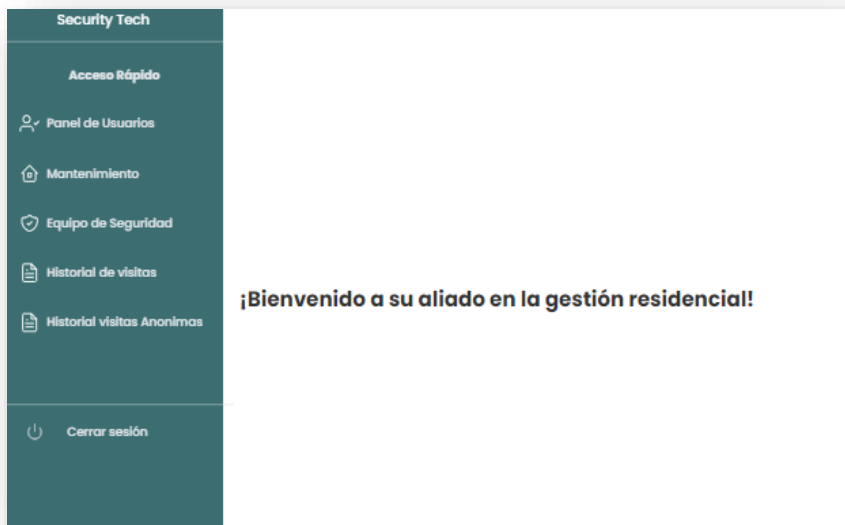 Security Tech
Acceso Rápido
Panel de Usuarios
Mantenimiento
Equipo de Seguridad
Historial de visitas
Historial visitas Anonimas
¡Bienvenido a su aliado en la gestión residencial!
Cerrar sesión